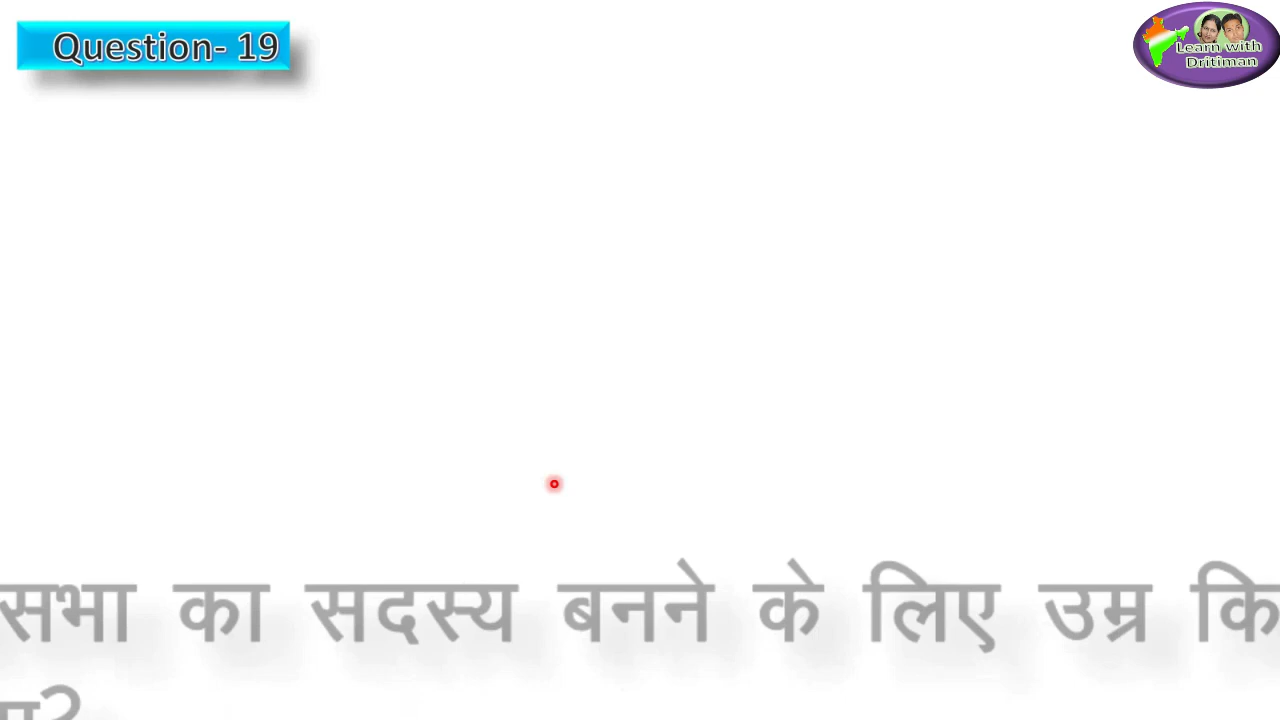 Question- 19
Learn with
Dritiman
सभा का सदस्य बनने के लिए उम्र